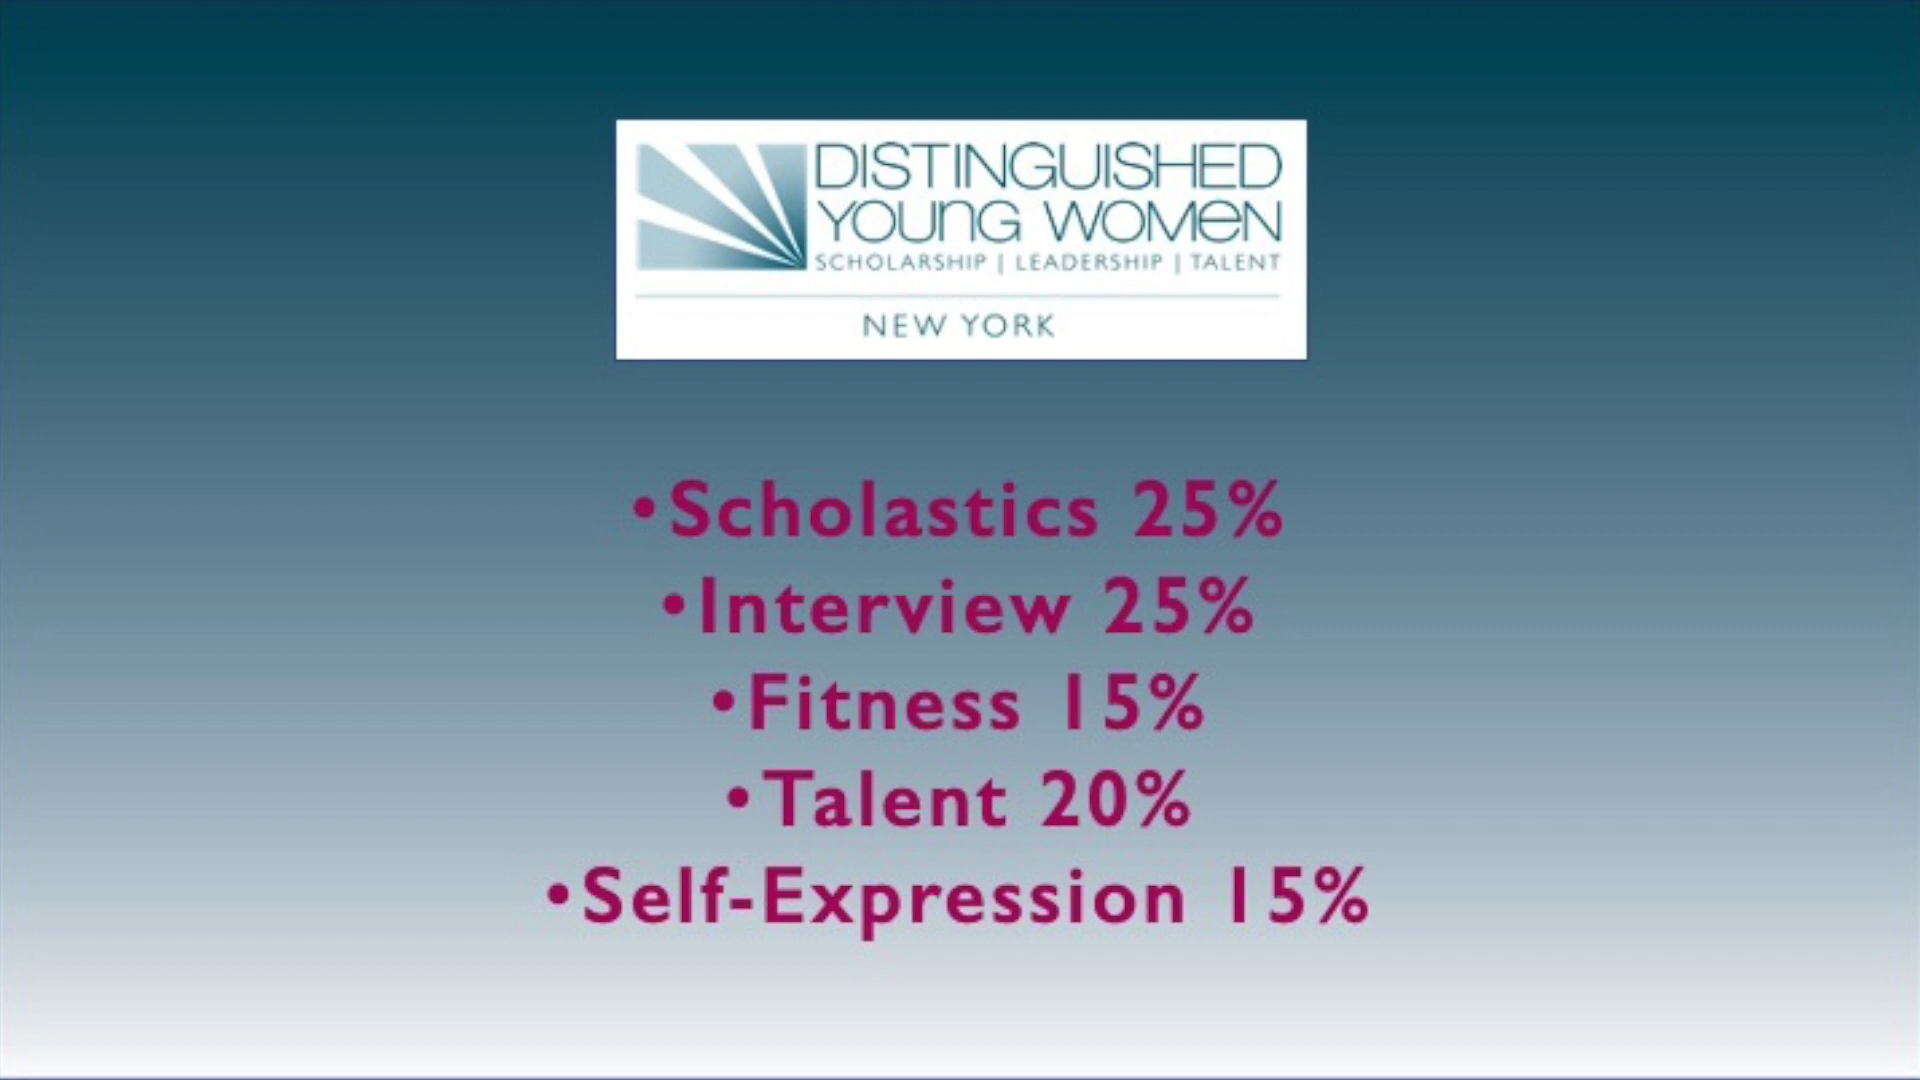 DISTINGUISHED
YOUNG WOMEN
SCHOLARSHIP | LEADERSHIP | TALENT
NEW YORK
•Scholastics 25%
•Interview 25%
•Fitness 15%
•Talent 20%
•Self-Expression 15%